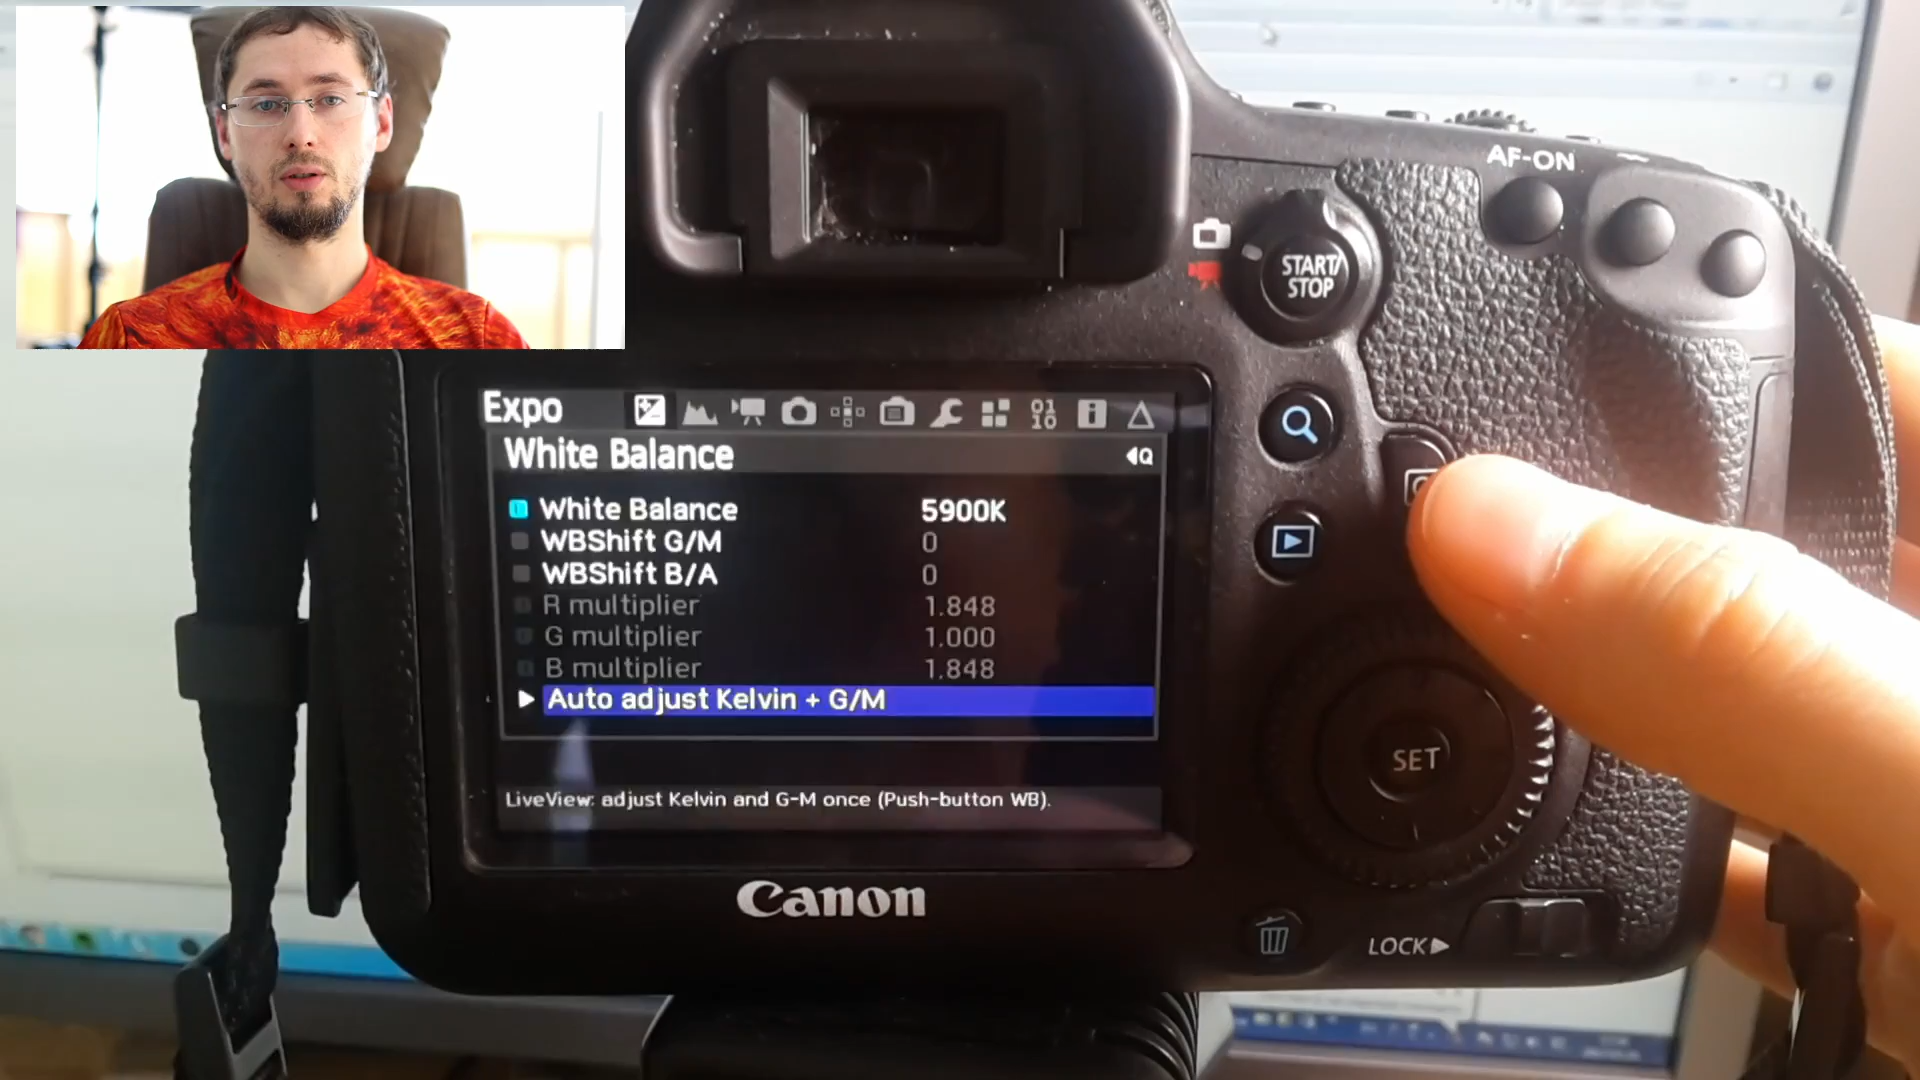 AF-ON
START/
STOP
Expo
White Balance
Q
White Balance 5900K
WBShift G/M 0
WBShift B/A 0
R multiplier 1.848
G multiplier 1.000
B multiplier 1.848
Auto adjust Kelvin + G/M
LiveView: adjust Kelvin and G-M once (Push-button WB).
SET
Canon
LOCK